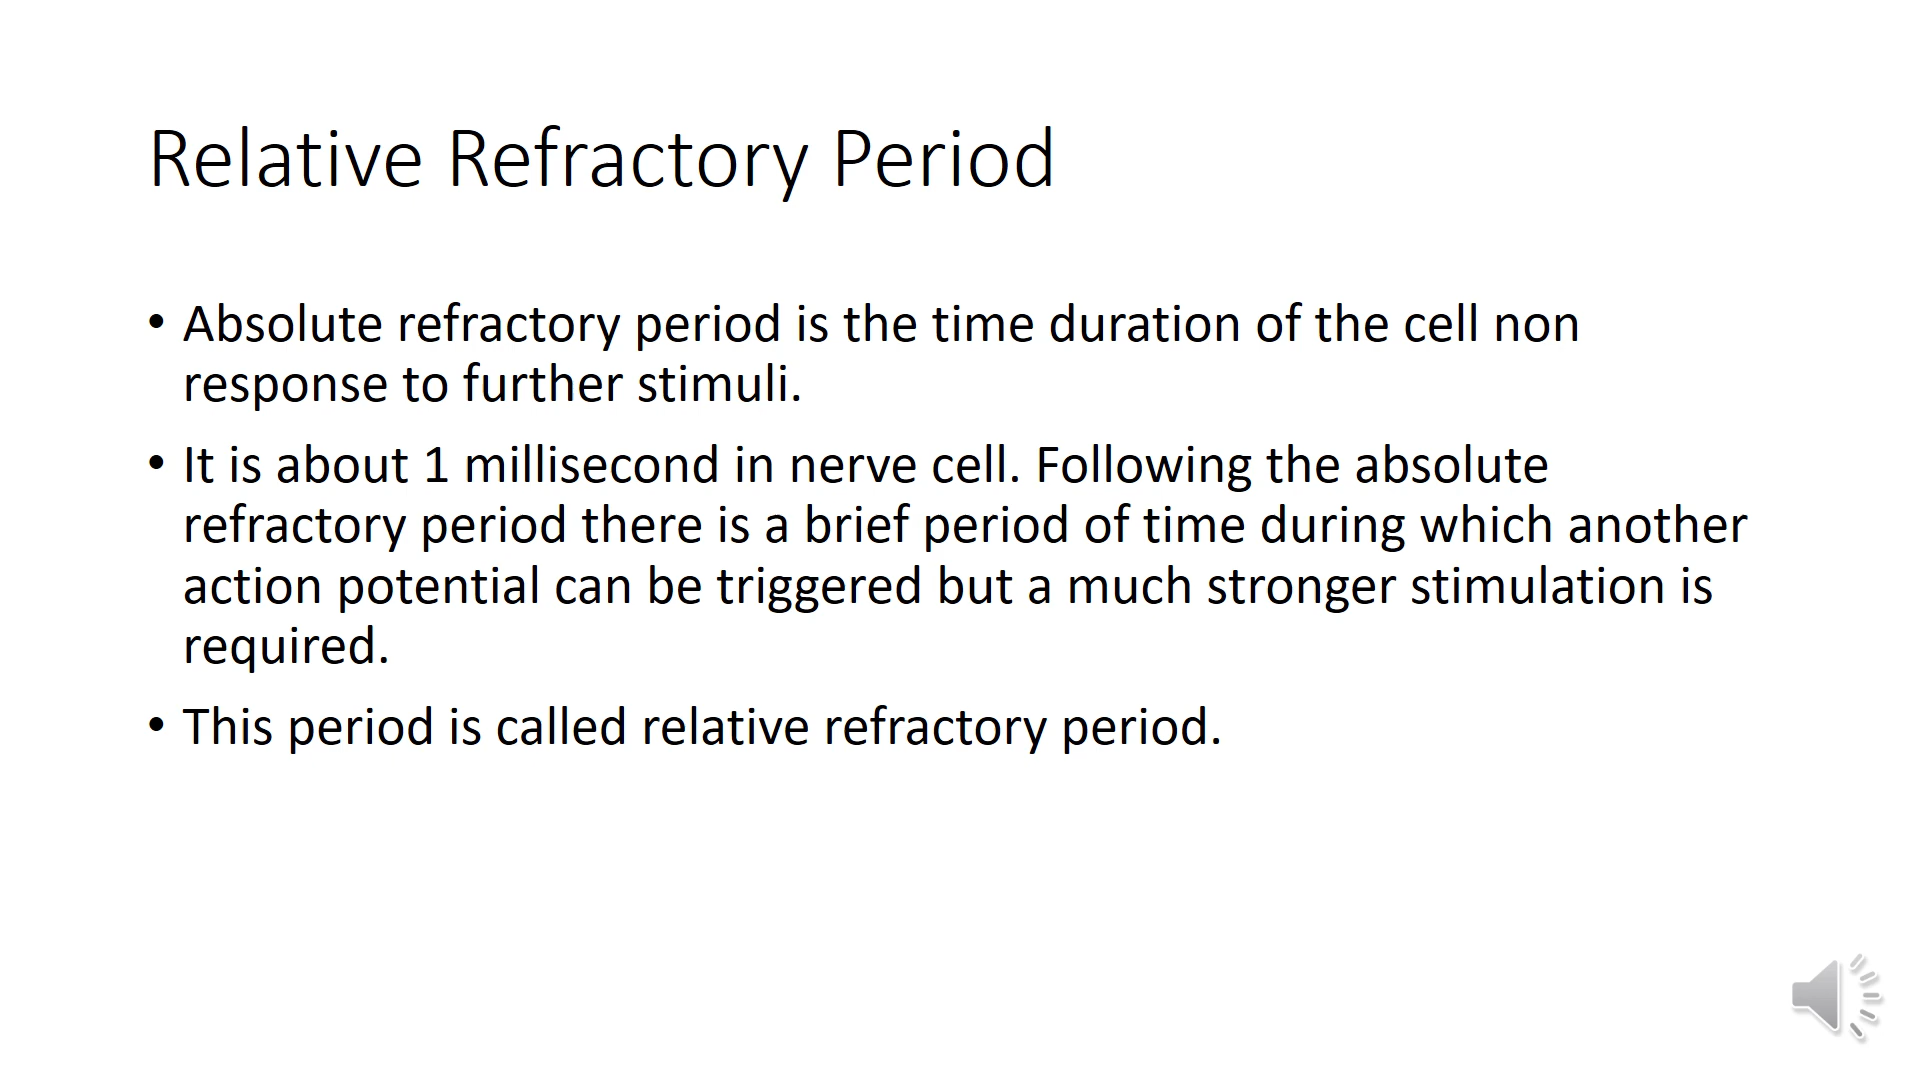 Relative Refractory Period
• Absolute refractory period is the time duration of the cell non
response to further stimuli.
• It is about 1 millisecond in nerve cell. Following the absolute
refractory period there is a brief period of time during which another
action potential can be triggered but a much stronger stimulation is
required.
• This period is called relative refractory period.